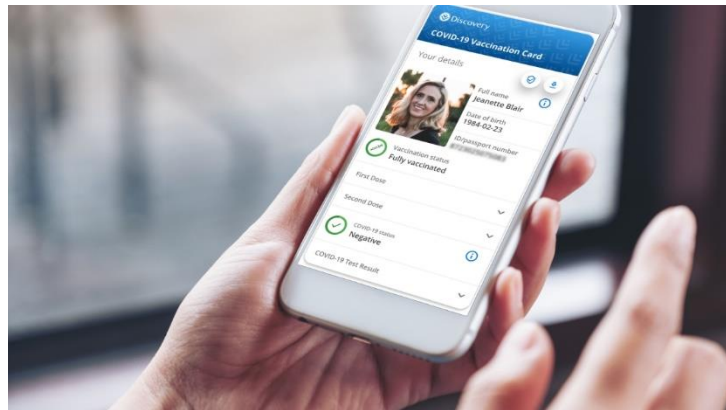 Discovery
COVID-19 Vaccination Card
Your details
Full name
Jeanette Blair
Date of birth
1984-02-23
ID/passport number
Vaccination status
Fully vaccinated
First Dose
Second Dose
COVID-19 status
Negative
COVID-19 Test Result